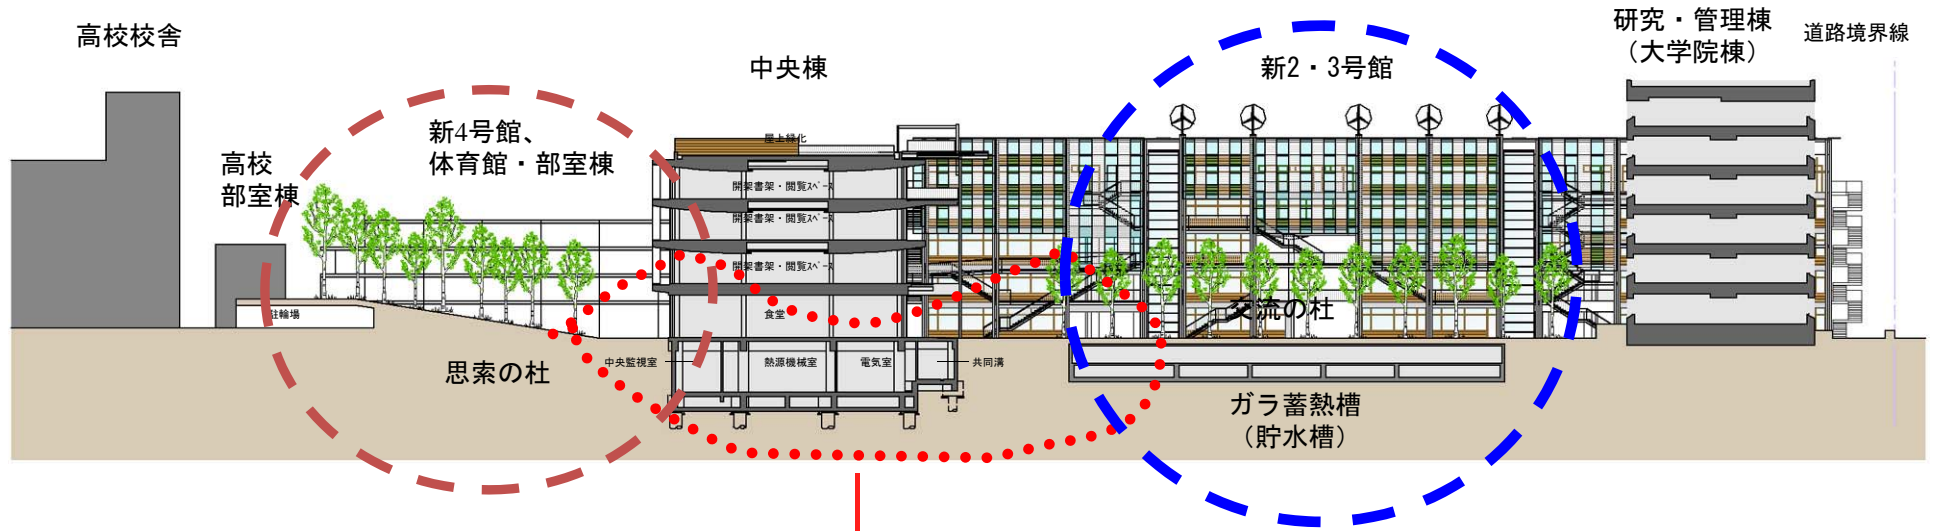 高校校舎
中央棟
新2・3号館
研究・管理棟
（大学院棟）
道路境界線
新4号館、
体育館・部室棟
高校
部室棟
屋上緑化
開架書架・閲覧スペース
開架書架・閲覧スペース
開架書架・閲覧スペース
食堂
駐輪場
交流の杜
思索の杜
中央監視室
熱源機械室
電気室
共同溝
ガラ蓄熱槽
（貯水槽）